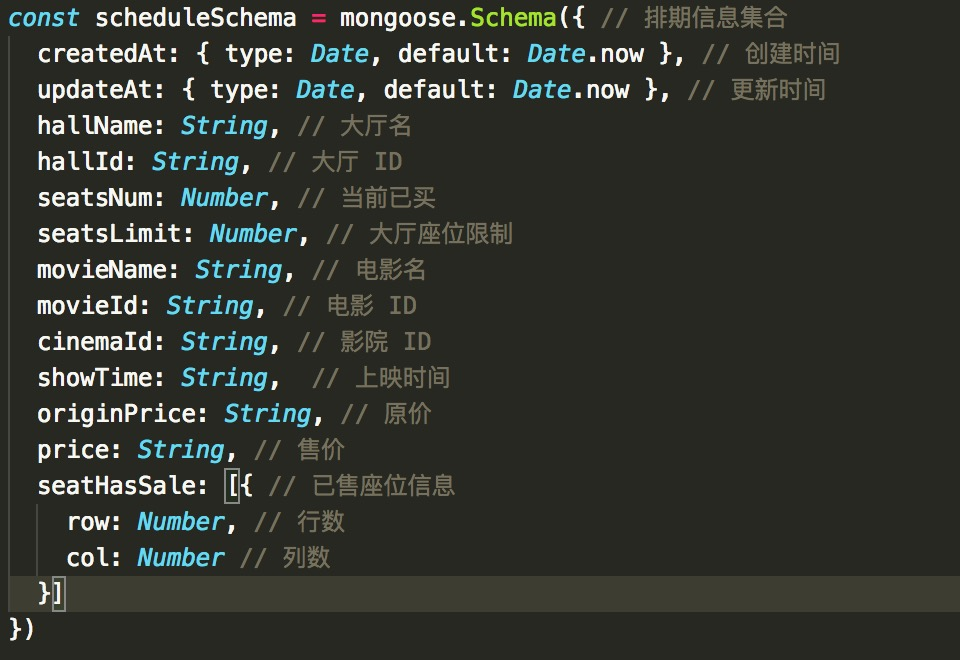 const scheduleSchema = mongoose.Schema({ // 排期信息集合
  createdAt: { type: Date, default: Date.now }, // 创建时间
  updateAt: { type: Date, default: Date.now }, // 更新时间
  hallName: String, // 大厅名
  hallId: String, // 大厅 ID
  seatsNum: Number, // 当前已买
  seatsLimit: Number, // 大厅座位限制
  movieName: String, // 电影名
  movieId: String, // 电影 ID
  cinemaId: String, // 影院 ID
  showTime: String,  // 上映时间
  originPrice: String, // 原价
  price: String, // 售价
  seatHasSale: [{ // 已售座位信息
    row: Number, // 行数
    col: Number // 列数
  }]
})